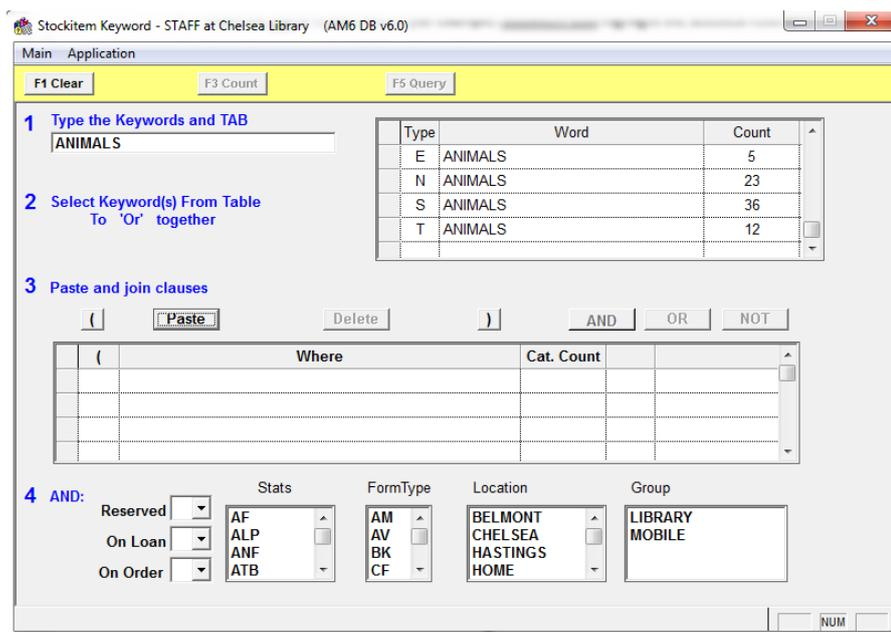 Stockitem Keyword - STAFF at Chelsea Library (AM6 DB v6.0)
Main Application
F1 Clear F3 Count F5 Query
1 Type the Keywords and TAB
ANIMALS
Type Word Count
E ANIMALS 5
N ANIMALS 23
S ANIMALS 36
T ANIMALS 12
2 Select Keyword(s) From Table
To 'Or' together
3 Paste and join clauses
( Paste Delete ) AND OR NOT
( Where Cat. Count
4 AND:
Reserved
On Loan
On Order
Stats
AF
ALP
ANF
ATB
FormType
AM
AV
BK
CF
Location
BELMONT
CHELSEA
HASTINGS
HOME
Group
LIBRARY
MOBILE
NUM